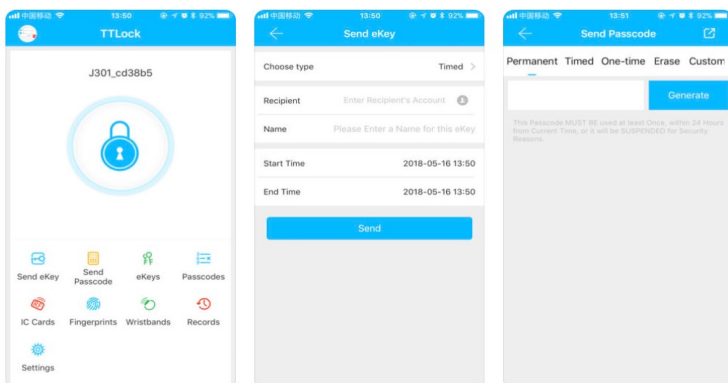 中国移动 13:50 92%
TTLock
J301_cd38b5
Send eKey
Send
Passcode
eKeys
Passcodes
IC Cards
Fingerprints
Wristbands
Records
Settings
中国移动 13:50 92%
Send eKey
Choose type Timed >
Recipient Enter Recipient's Account
Name Please Enter a Name for this eKey
Start Time 2018-05-16 13:50
End Time 2018-05-16 13:50
Send
中国移动 13:51 92%
Send Passcode
Permanent Timed One-time Erase Custom
Generate
This Passcode MUST BE used at least Once, within 24 Hours
from Current Time, or it will be SUSPENDED for Security
Reasons.